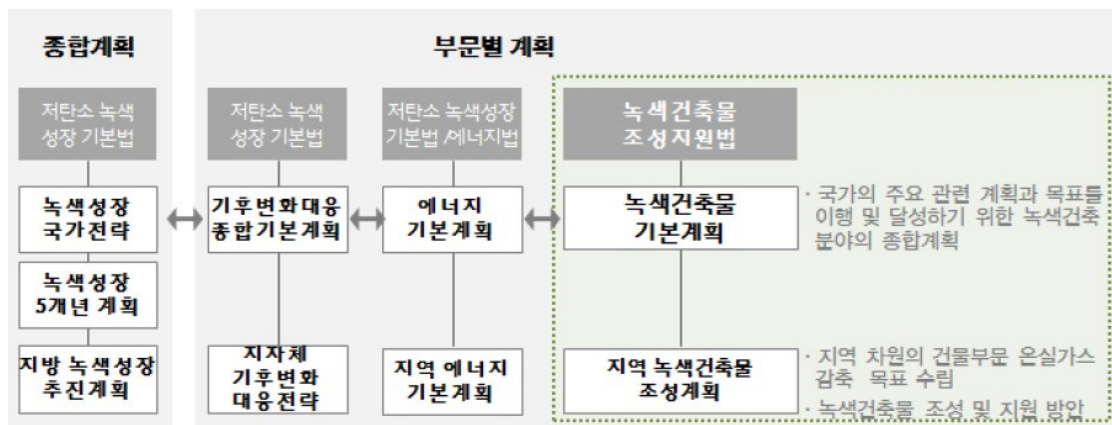 종합계획
부문별 계획
저탄소 녹색
성장 기본법
저탄소 녹색
성장 기본법
저탄소 녹색성장
기본법 /에너지법
녹색건축물
조성지원법
녹색성장
국가전략
기후변화대응
종합기본계획
에너지
기본계획
녹색건축물
기본계획
· 국가의 주요 관련 계획과 목표를
이행 및 달성하기 위한 녹색건축
분야의 종합계획
녹색성장
5개년 계획
지방 녹색성장
추진계획
지자체
기후변화
대응전략
지역 에너지
기본계획
지역 녹색건축물
조성계획
· 지역 차원의 건물부문 온실가스
감축 목표 수립
· 녹색건축물 조성 및 지원 방안